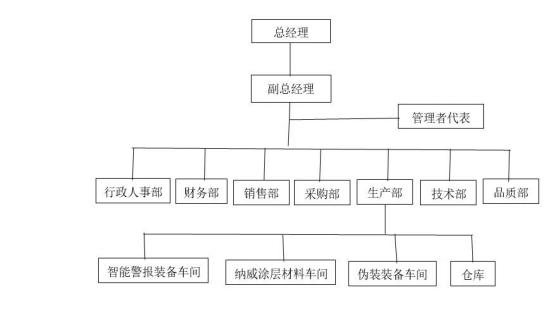 总经理
副总经理
管理者代表
行政人事部
财务部
销售部
采购部
生产部
技术部
品质部
智能警报装备车间
纳威涂层材料车间
伪装装备车间
仓库